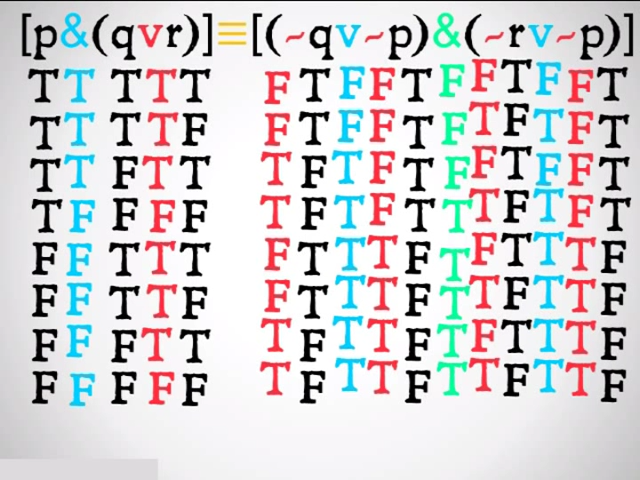 [p&(qvr)]≡[(~qv~p)&(~rv~p)]
T T T T T F T F F T F F T F F T
T T T T F F T F F T F T F T F T
T T F T T T F T F T F F T F F T
T F F F F T F T F T T T F T F T
F F T T T F T T T F T F T T T F
F F T T F F T T T F T T F T T F
F F F T T T F T T F T F T T T F
F F F F F T F T T F T T F T T F